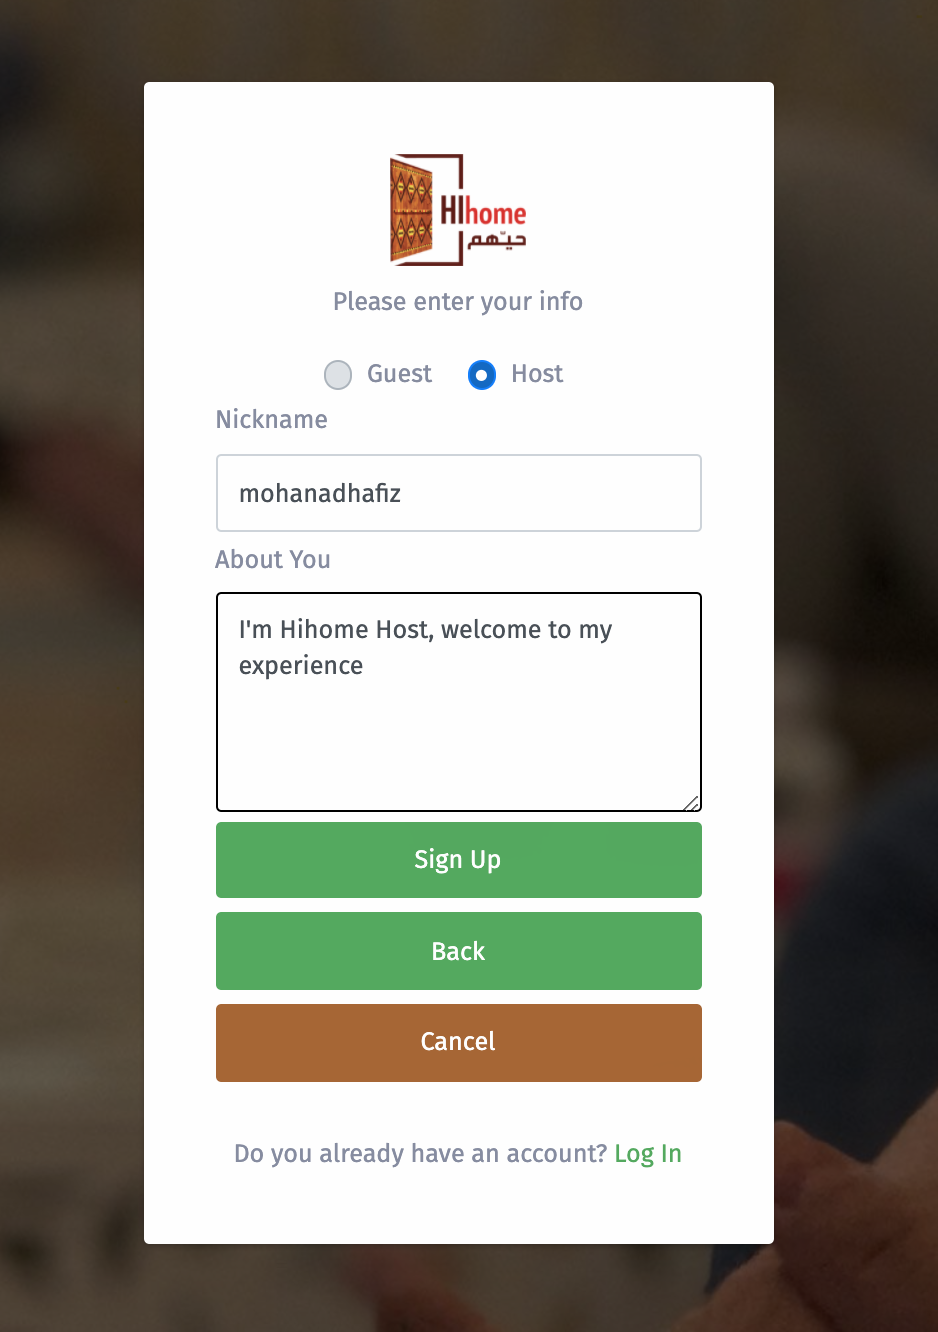 HIhome
حيّهم
Please enter your info
Guest Host
Nickname
mohanadhafiz
About You
I'm Hihome Host, welcome to my
experience
Sign Up
Back
Cancel
Do you already have an account? Log In